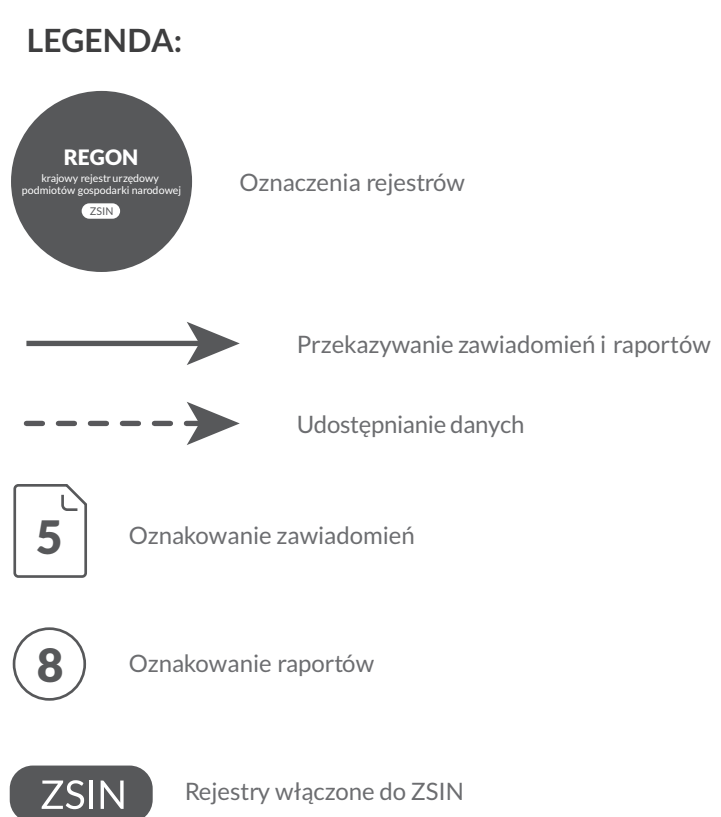 LEGENDA:
REGON
krajowy rejestr urzędowy
podmiotów gospodarki narodowej
ZSIN
Oznaczenia rejestrów
Przekazywanie zawiadomień i raportów
Udostępnianie danych
5
Oznakowanie zawiadomień
8
Oznakowanie raportów
ZSIN
Rejestry włączone do ZSIN